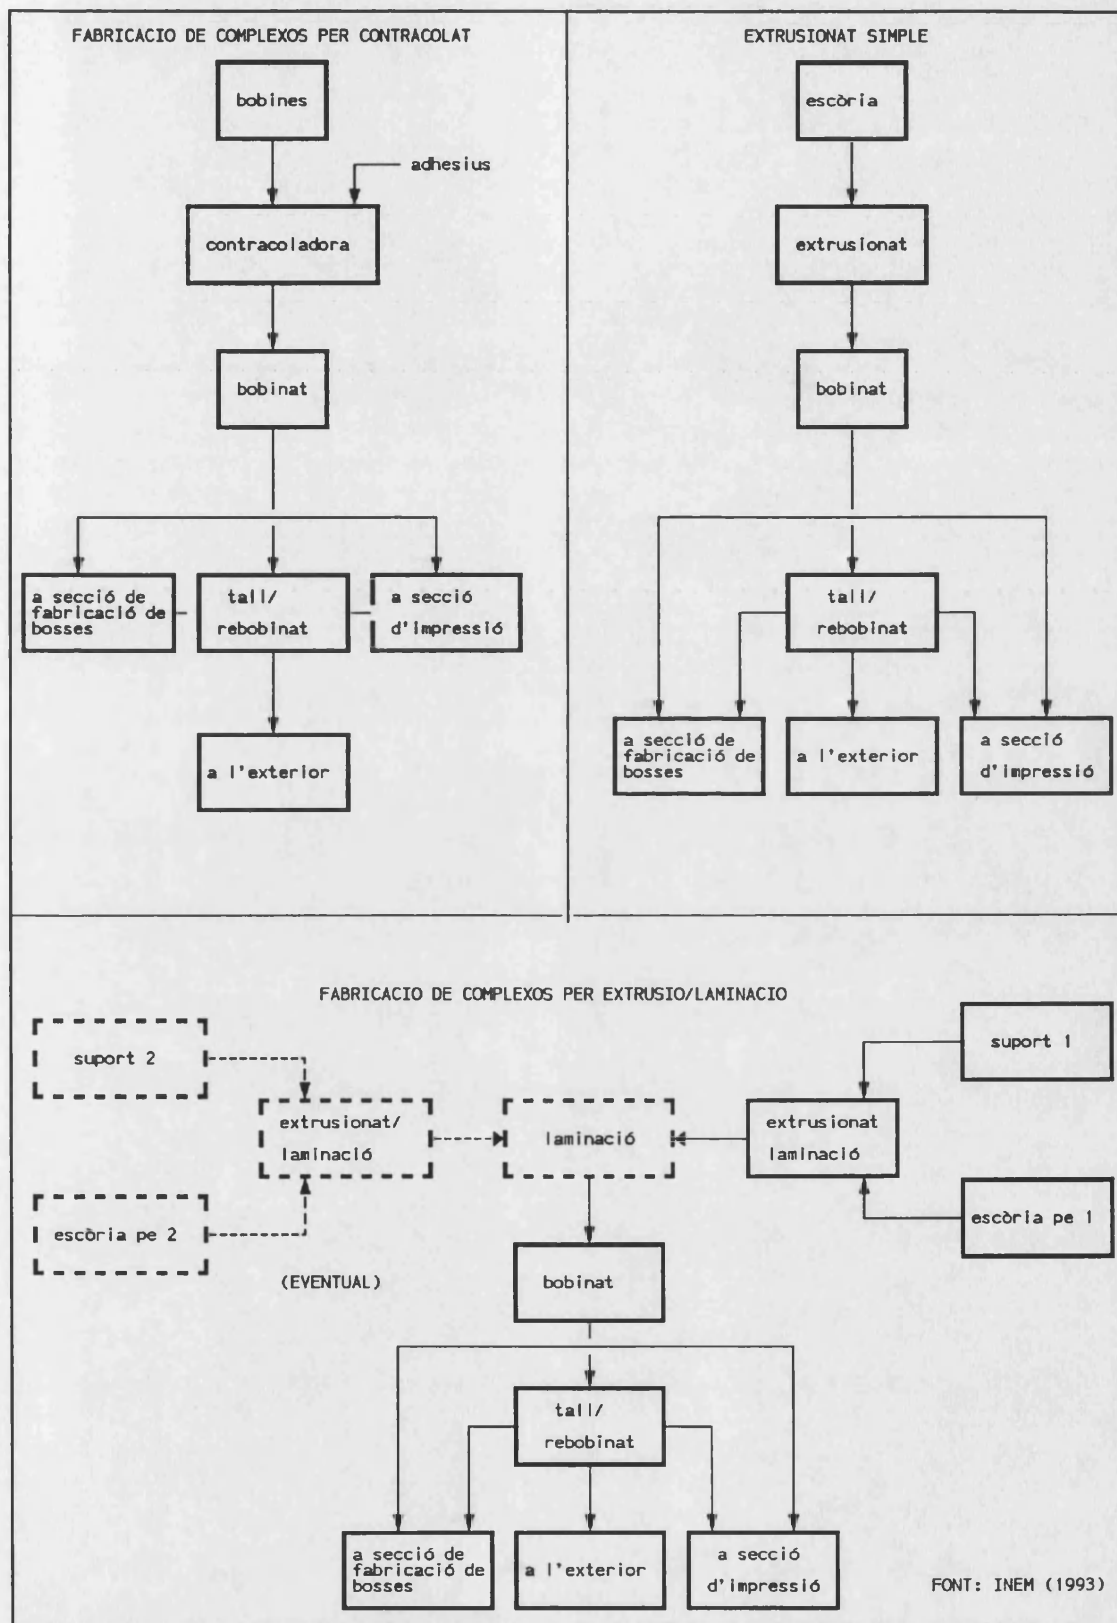 FABRICACIO DE COMPLEXOS PER CONTRACOLAT
bobines
adhesius
contracoladora
bobinat
a secció de
fabricació de
bosses
tall/
rebobinat
a secció
d'impressió
a l'exterior
EXTRUSIONAT SIMPLE
escòria
extrusionat
bobinat
tall/
rebobinat
a secció de
fabricació de
bosses
a l'exterior
a secció
d'impressió
FABRICACIO DE COMPLEXOS PER EXTRUSIO/LAMINACIO
suport 2
suport 1
extrusionat/
laminació
laminació
extrusionat
laminació
escòria pe 2
escòria pe 1
(EVENTUAL)
bobinat
tall/
rebobinat
a secció de
fabricació de
bosses
a l'exterior
a secció
d'impressió
FONT: INEM (1993)